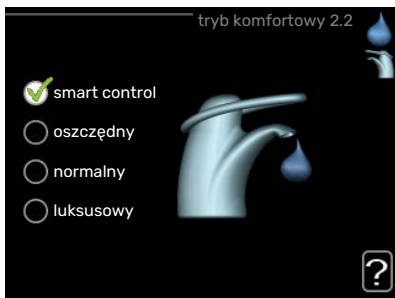 tryb komfortowy 2.2
smart control
oszczędny
normalny
luksusowy
?